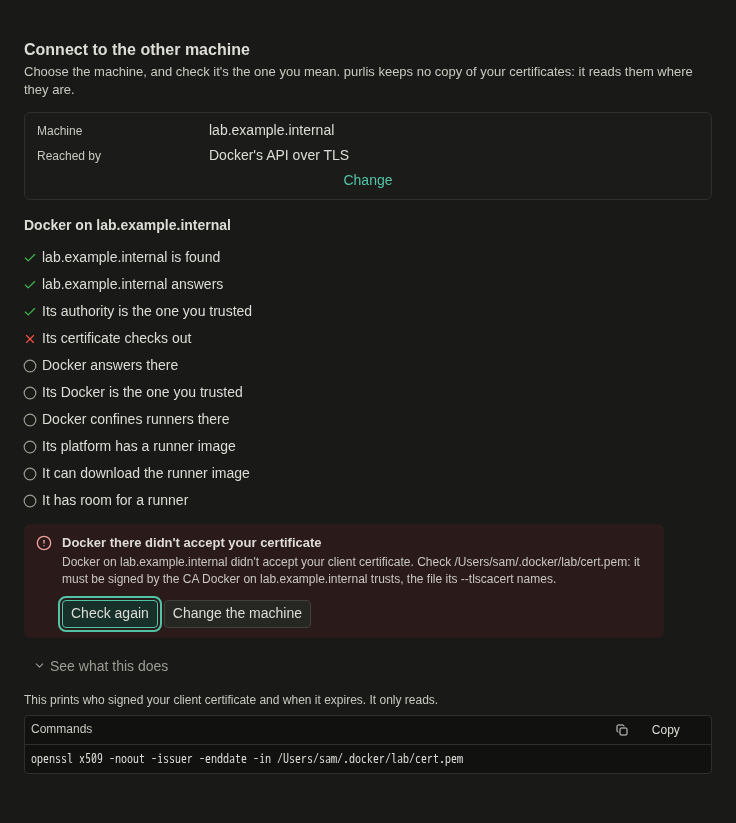 Connect to the other machine
Choose the machine, and check it's the one you mean. purlis keeps no copy of your certificates: it reads them where
they are.
Machine lab.example.internal
Reached by Docker's API over TLS
Change
Docker on lab.example.internal
lab.example.internal is found
lab.example.internal answers
Its authority is the one you trusted
Its certificate checks out
Docker answers there
Its Docker is the one you trusted
Docker confines runners there
Its platform has a runner image
It can download the runner image
It has room for a runner
Docker there didn't accept your certificate
Docker on lab.example.internal didn't accept your client certificate. Check /Users/sam/.docker/lab/cert.pem: it
must be signed by the CA Docker on lab.example.internal trusts, the file its --tlscacert names.
Check again Change the machine
See what this does
This prints who signed your client certificate and when it expires. It only reads.
Commands Copy
openssl x509 -noout -issuer -enddate -in /Users/sam/.docker/lab/cert.pem